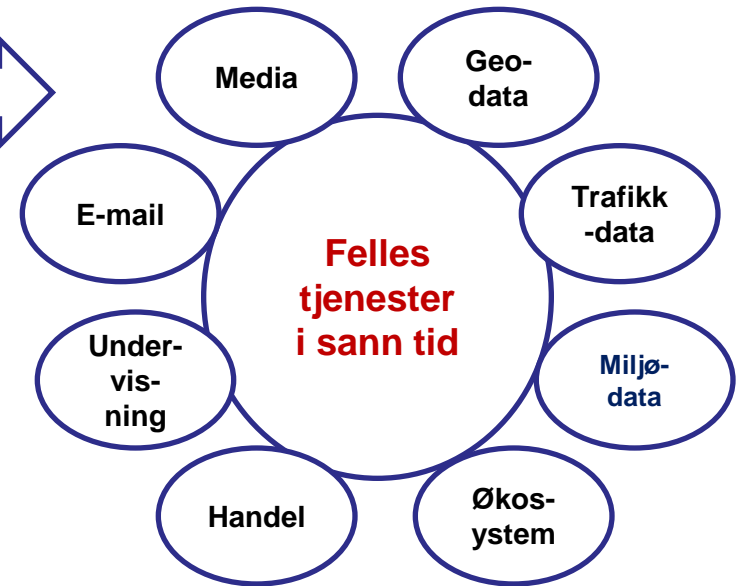 Media
Geo-
data
E-mail
Trafikk
-data
Felles
tjenester
i sann tid
Under-
vis-
ning
Miljø-
data
Handel
Økos-
ystem